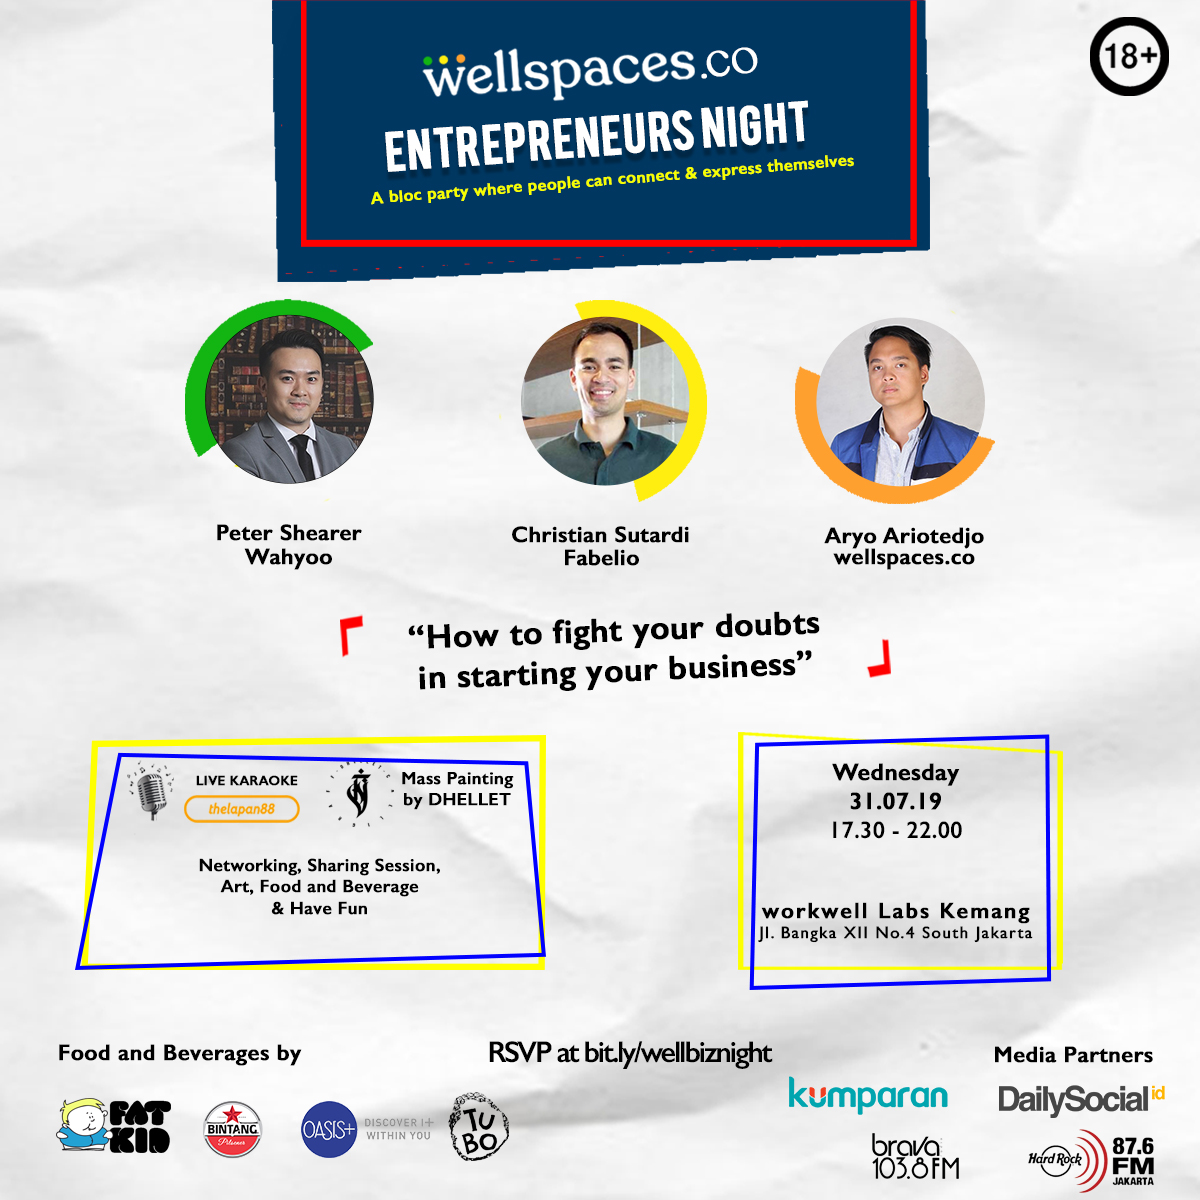 wellspaces.co
18+
ENTREPRENEURS NIGHT
A bloc party where people can connect & express themselves
Peter Shearer
Wahyoo
Christian Sutardi
Fabelio
Aryo Ariotedjo
wellspaces.co
“How to fight your doubts
in starting your business”
LIVE KARAOKE
thelapan88
Mass Painting
by DHELLET
Networking, Sharing Session,
Art, Food and Beverage
& Have Fun
Wednesday
31.07.19
17.30 - 22.00
workwell Labs Kemang
Jl. Bangka XII No.4 South Jakarta
Food and Beverages by
FAT
KID
BINTANG
Pilsener
OASIS+
DISCOVER i+
WITHIN YOU
TU
BO
RSVP at bit.ly/wellbiznight
Media Partners
kumparan
DailySocial.id
brava
103.8FM
Hard Rock
87.6
FM
JAKARTA